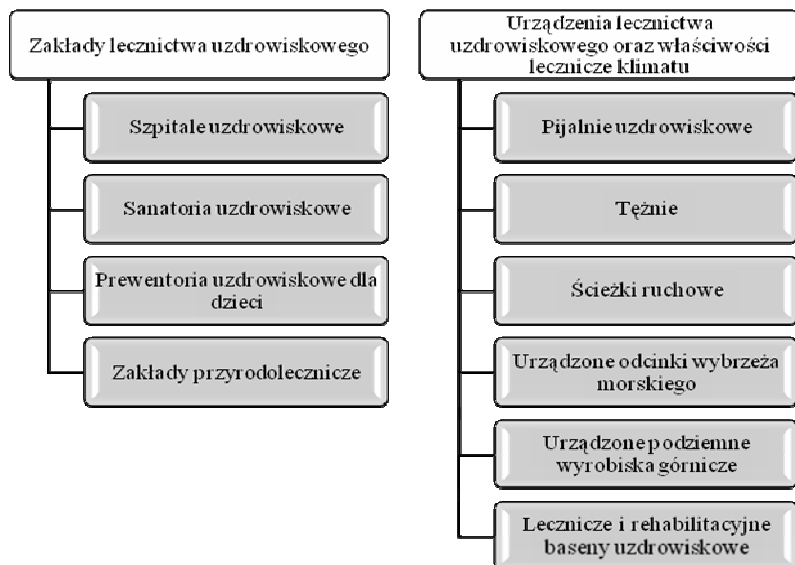 Zakłady lecznictwa uzdrowiskowego
Szpitale uzdrowiskowe
Sanatoria uzdrowiskowe
Prewentoria uzdrowiskowe dla
dzieci
Zakłady przyrodolecznicze
Urządzenia lecznictwa
uzdrowiskowego oraz właściwości
lecznicze klimatu
Pijalnie uzdrowiskowe
Tężnie
Ścieżki ruchowe
Urządzone odcinki wybrzeża
morskiego
Urządzone podziemne
wyrobiska górnicze
Lecznicze i rehabilitacyjne
baseny uzdrowiskowe